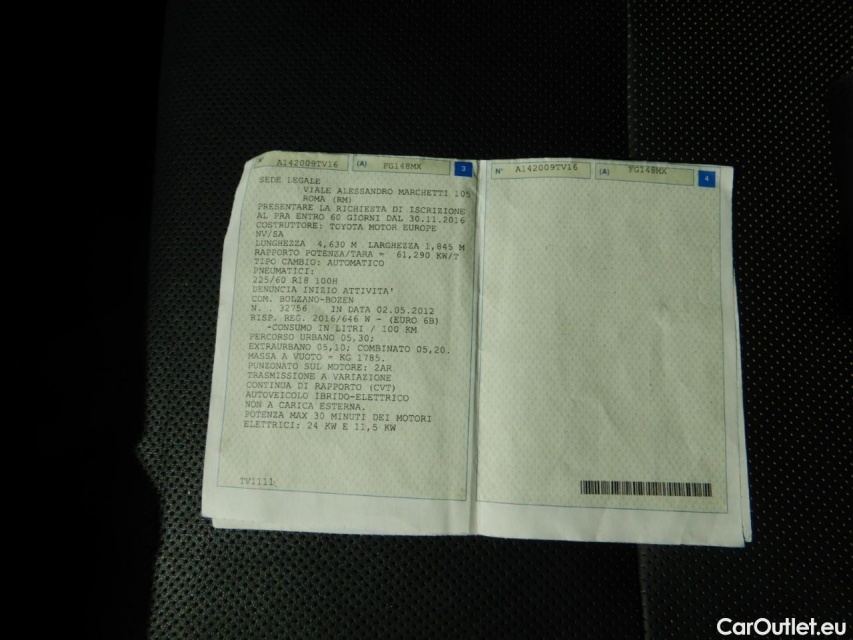 N° A142009TV16 (A) FG148MX 3
SEDE LEGALE
VIALE ALESSANDRO MARCHETTI 105
ROMA (RM)
PRESENTARE LA RICHIESTA DI ISCRIZIONE
AL PRA ENTRO 60 GIORNI DAL 30.11.2016
COSTRUTTORE: TOYOTA MOTOR EUROPE
NV/SA
LUNGHEZZA 4,630 M LARGHEZZA 1,845 M
RAPPORTO POTENZA/TARA = 61,290 KW/T
TIPO CAMBIO: AUTOMATICO
PNEUMATICI:
225/60 R18 100H
DENUNCIA INIZIO ATTIVITA'
COM. BOLZANO-BOZEN
N. . 32756 IN DATA 02.05.2012
RISP. REG. 2016/646 W - (EURO 6B)
-CONSUMO IN LITRI / 100 KM
PERCORSO URBANO 05,30;
EXTRAURBANO 05,10; COMBINATO 05,20.
MASSA A VUOTO = KG 1785.
PUNZONATO SUL MOTORE: 2AR
TRASMISSIONE A VARIAZIONE
CONTINUA DI RAPPORTO (CVT)
AUTOVEICOLO IBRIDO-ELETTRICO
NON A CARICA ESTERNA.
POTENZA MAX 30 MINUTI DEI MOTORI
ELETTRICI: 24 KW E 11,5 KW
TV1111
N° A142009TV16 (A) FG148MX 4
CarOutlet.eu